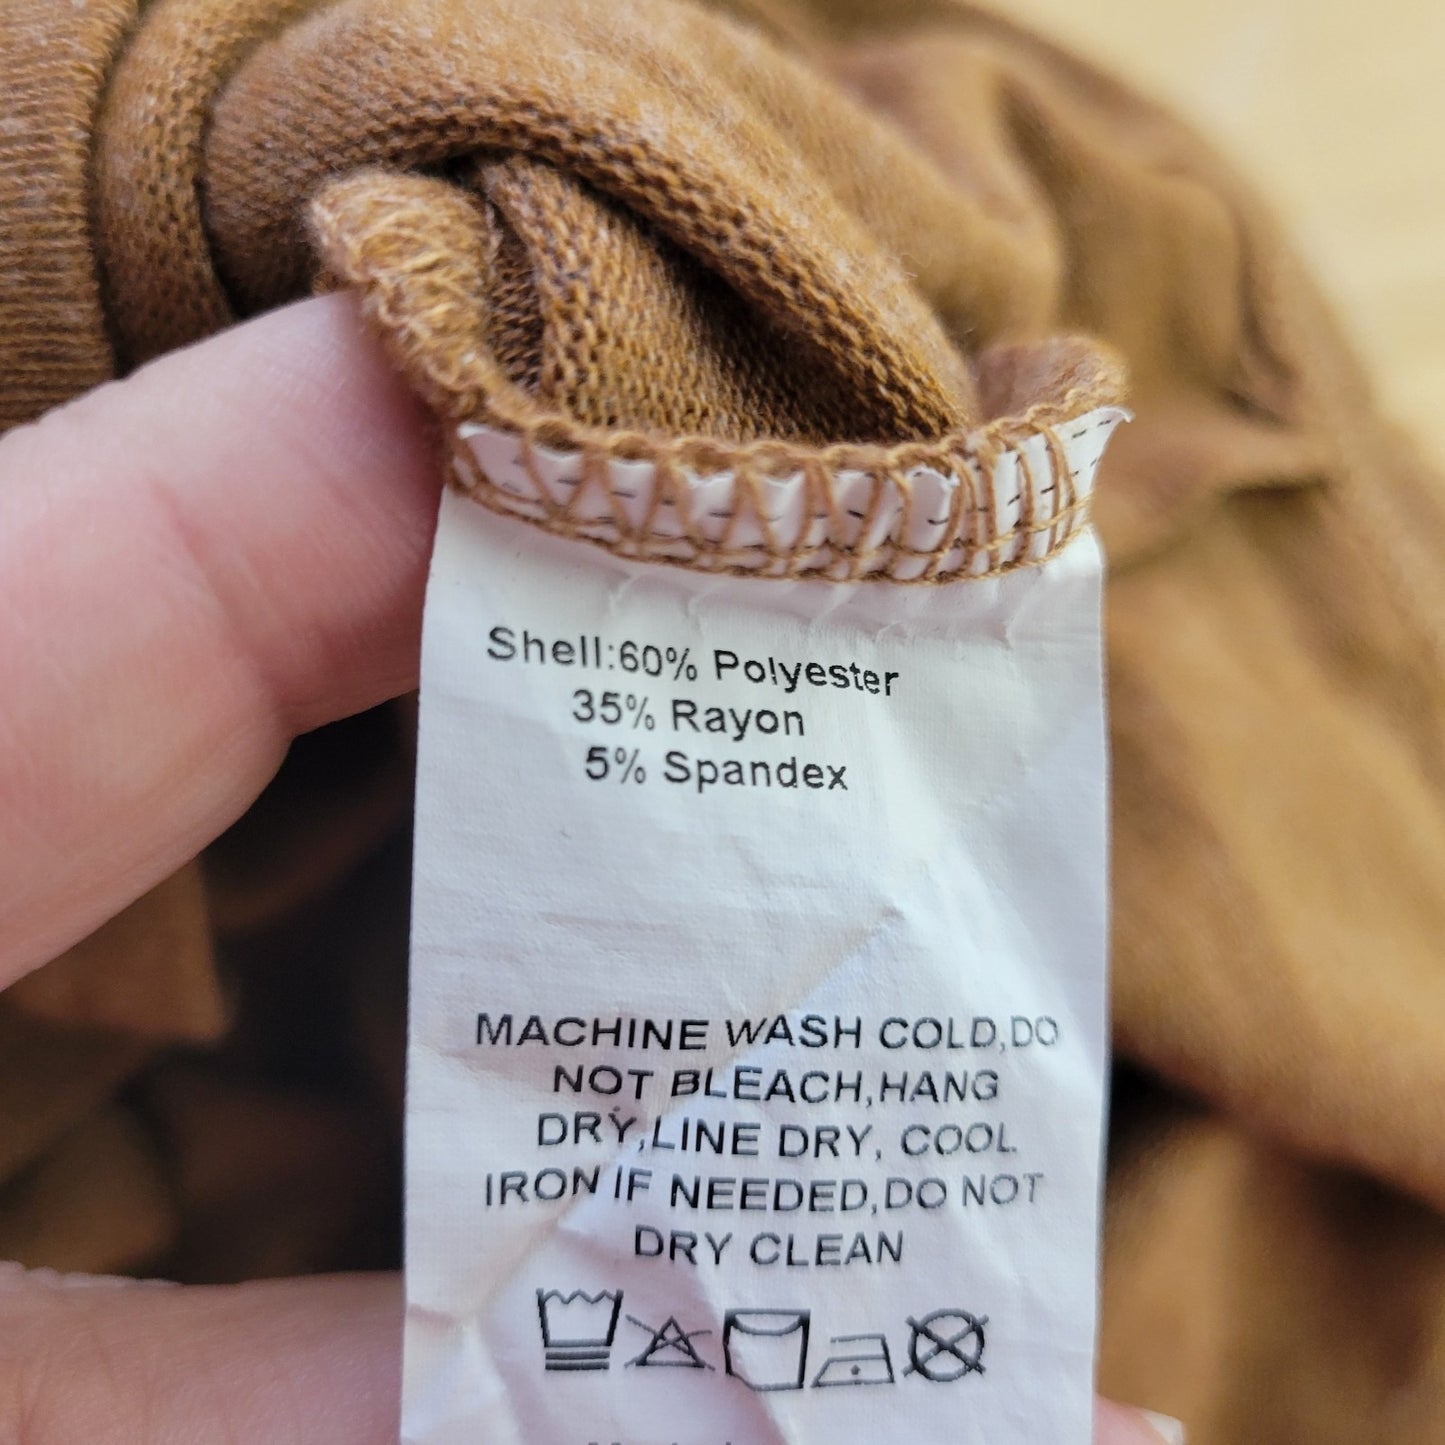 Shell:60% Polyester
35% Rayon
5% Spandex
MACHINE WASH COLD,DO
NOT BLEACH,HANG
DRY,LINE DRY, COOL
IRON IF NEEDED,DO NOT
DRY CLEAN